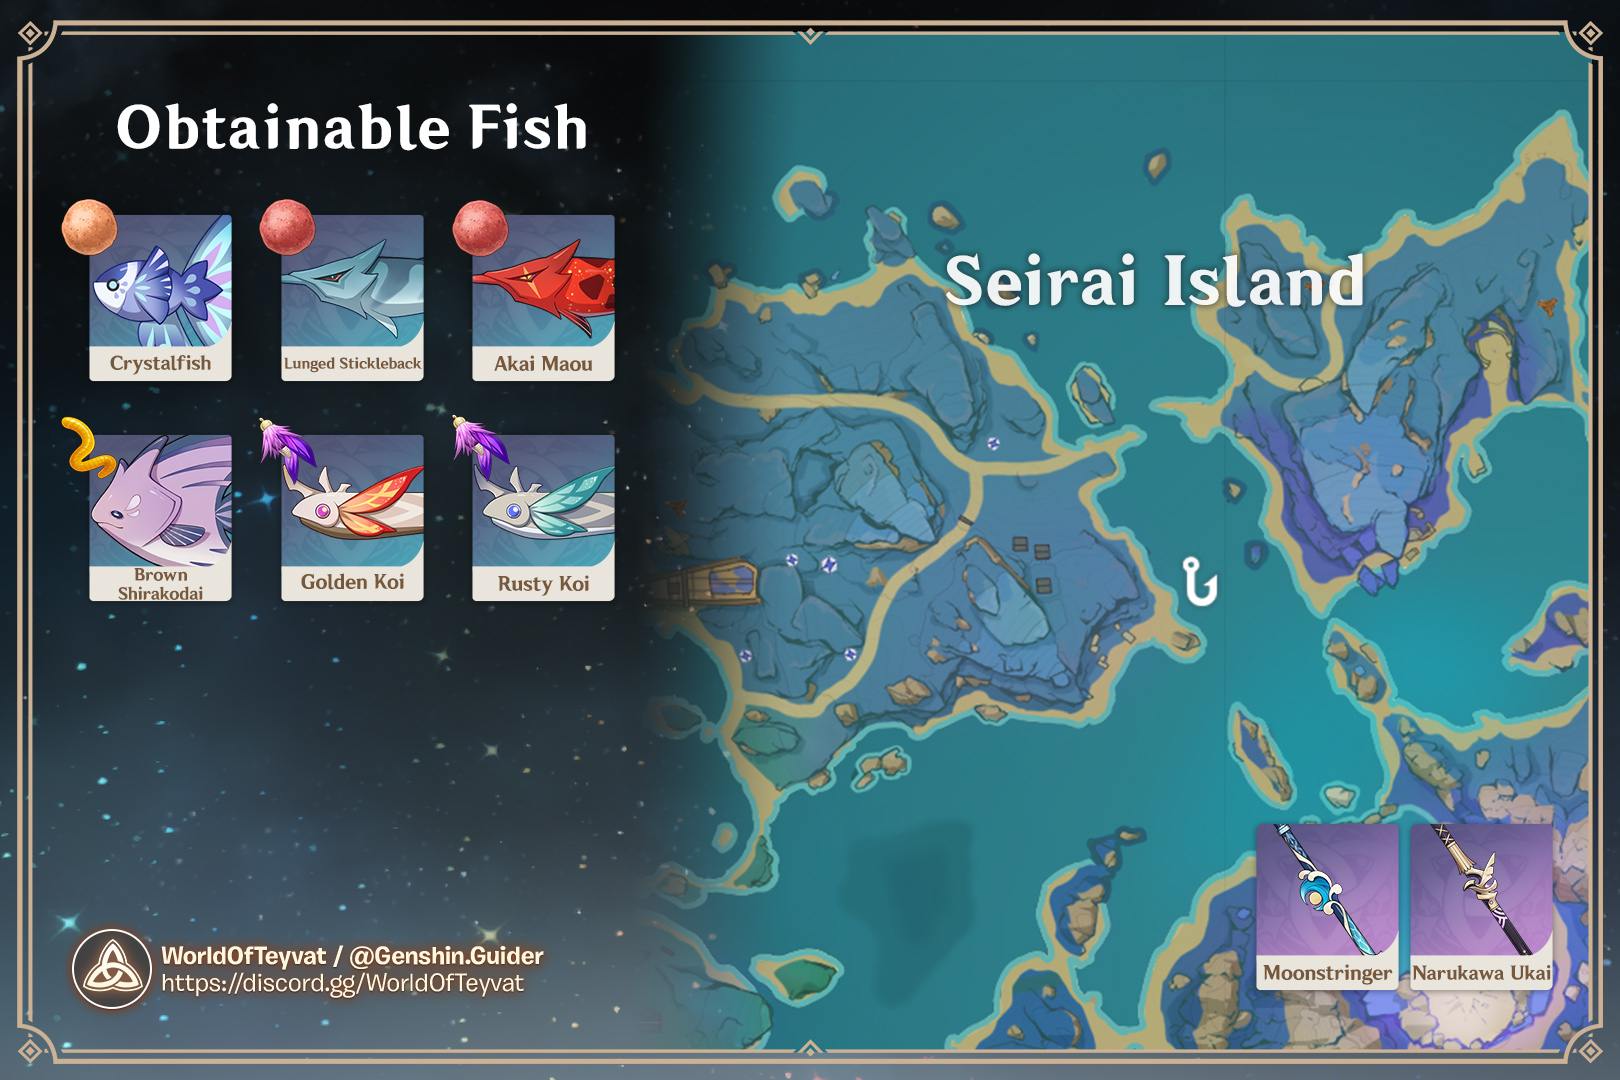 Obtainable Fish
Crystalfish
Lunged Stickleback
Akai Maou
Brown
Shirakodai
Golden Koi
Rusty Koi
Seirai Island
Moonstringer
Narukawa Ukai
WorldOfTeyvat / @Genshin.Guider
https://discord.gg/WorldOfTeyvat